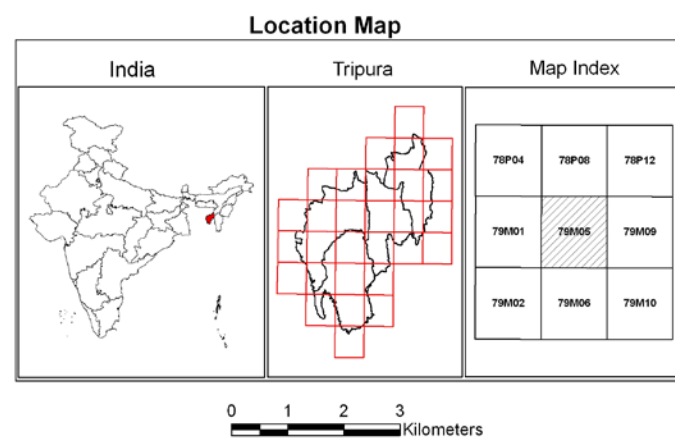 Location Map
India Tripura Map Index
78P04 78P08 78P12
79M01 79M05 79M09
79M02 79M06 79M10
0 1 2 3
Kilometers